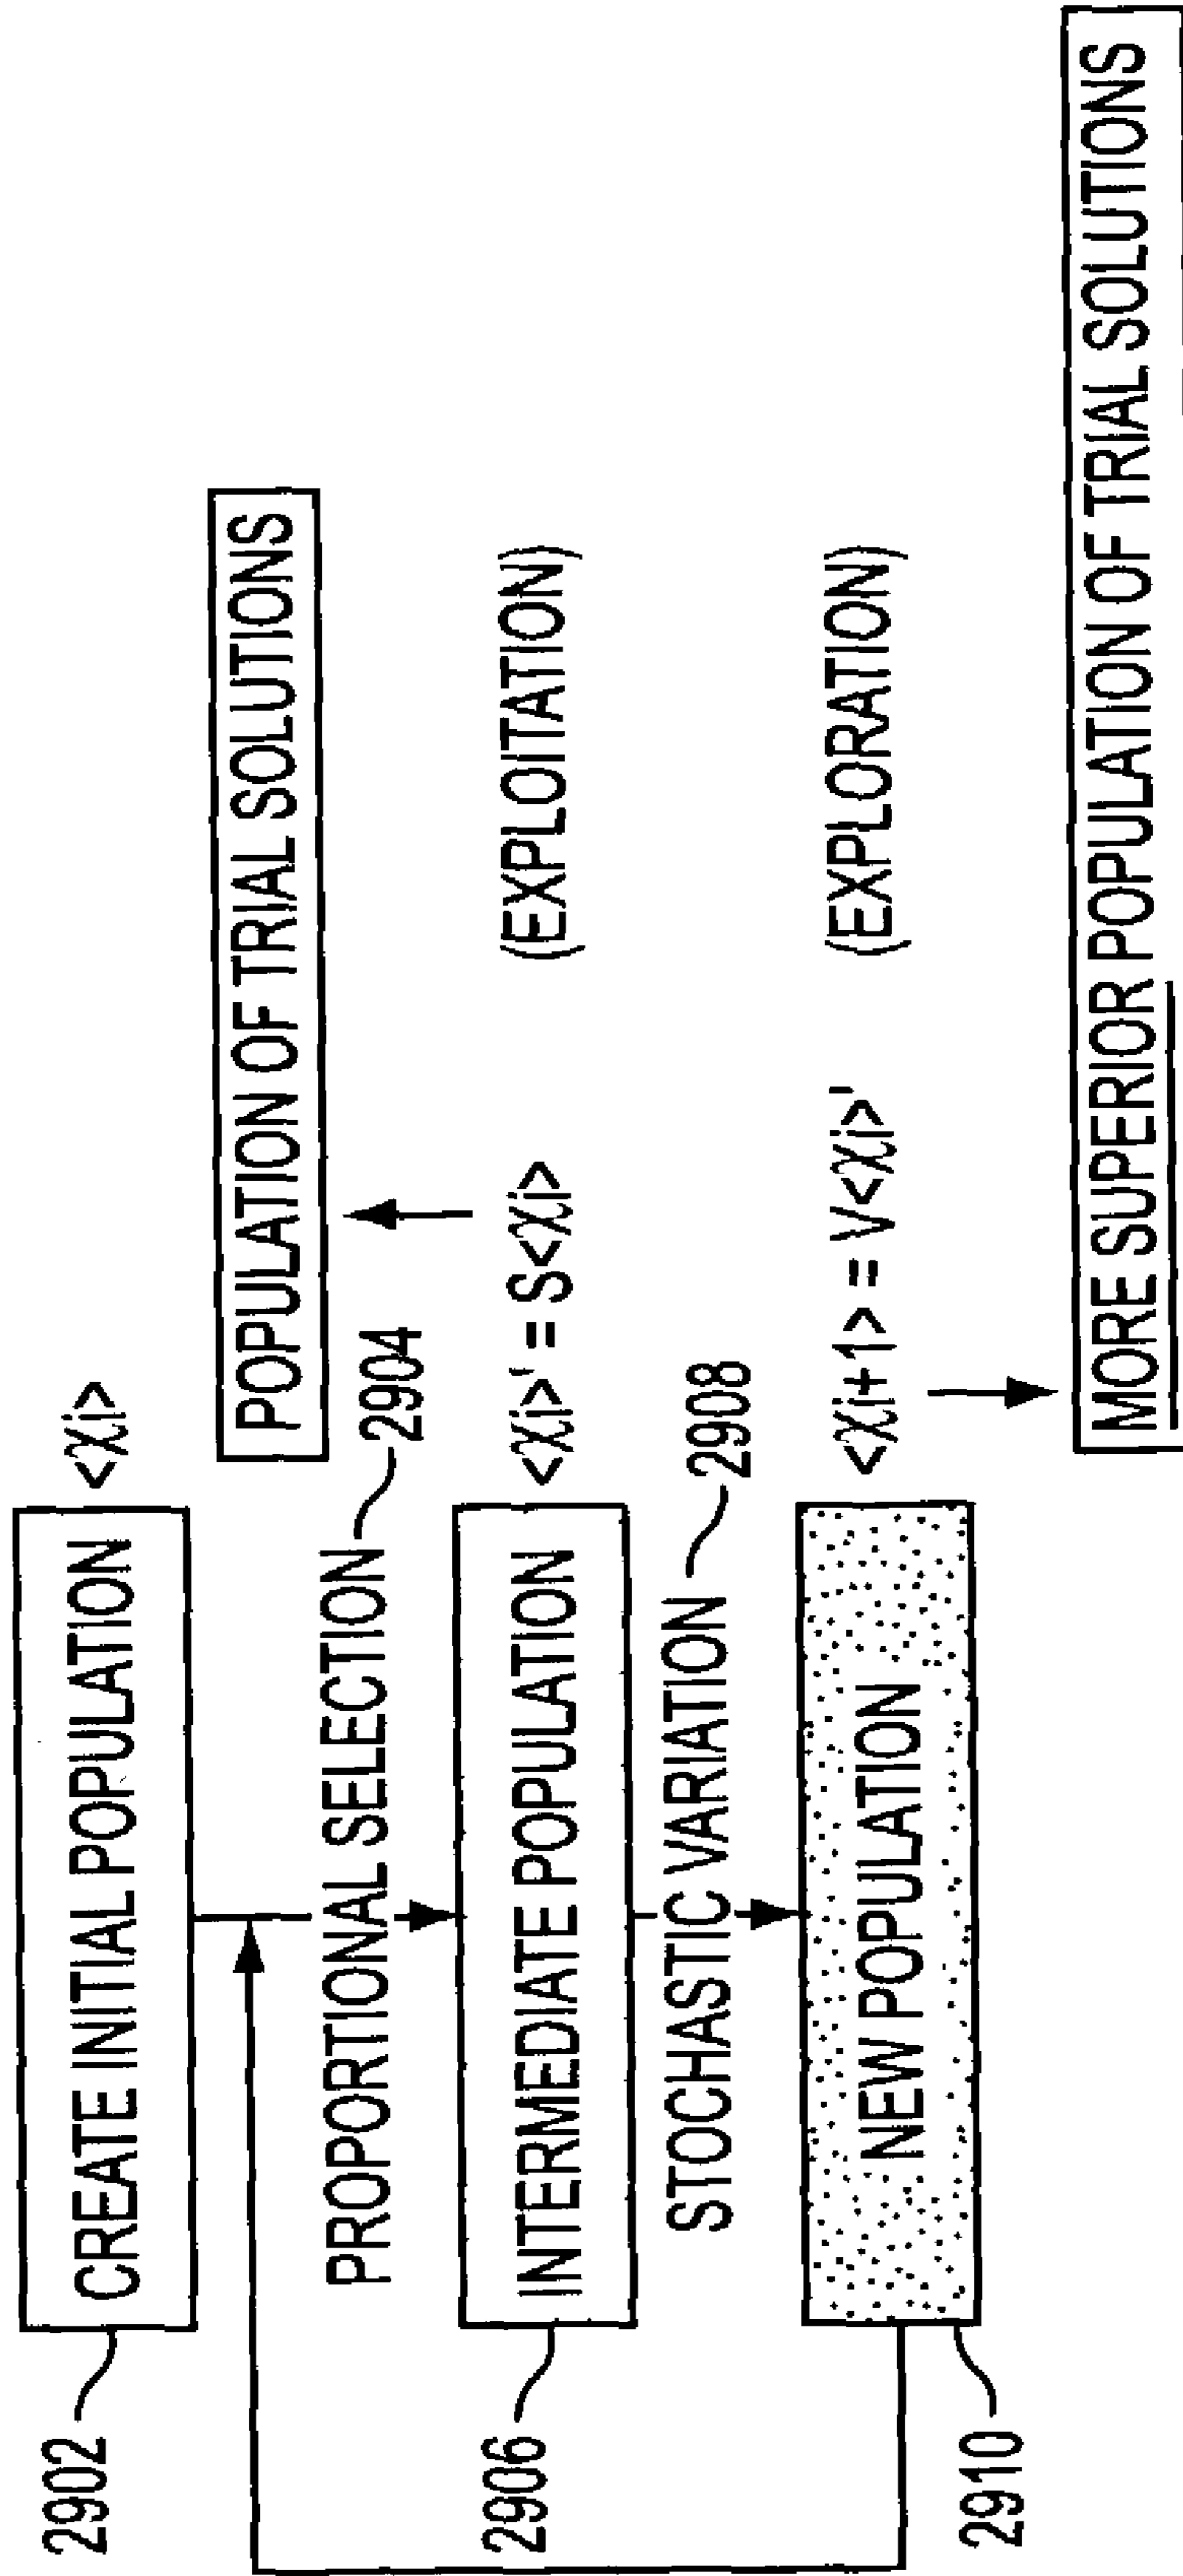 2902
CREATE INITIAL POPULATION
<χi>
POPULATION OF TRIAL SOLUTIONS
PROPORTIONAL SELECTION
2904
2906
INTERMEDIATE POPULATION
<χi>' = S<χi>
(EXPLOITATION)
STOCHASTIC VARIATION
2908
2910
NEW POPULATION
<χi+1> = V<χi>'
(EXPLORATION)
MORE SUPERIOR POPULATION OF TRIAL SOLUTIONS